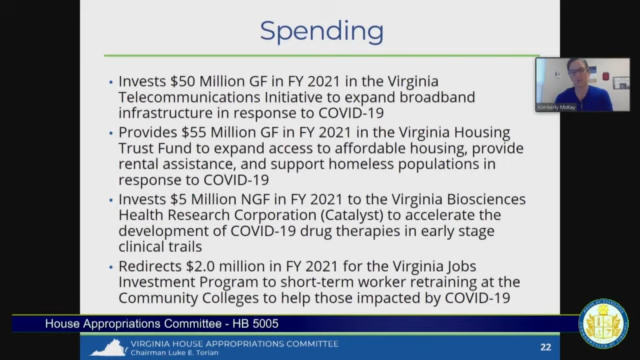 Spending
• Invests $50 Million GF in FY 2021 in the Virginia
Telecommunications Initiative to expand broadband
infrastructure in response to COVID-19
• Provides $55 Million GF in FY 2021 in the Virginia Housing
Trust Fund to expand access to affordable housing, provide
rental assistance, and support homeless populations in
response to COVID-19
• Invests $5 Million NGF in FY 2021 to the Virginia Biosciences
Health Research Corporation (Catalyst) to accelerate the
development of COVID-19 drug therapies in early stage
clinical trails
• Redirects $2.0 million in FY 2021 for the Virginia Jobs
Investment Program to short-term worker retraining at the
Community Colleges to help those impacted by COVID-19
Kimberly McKay
House Appropriations Committee - HB 5005
VIRGINIA HOUSE APPROPRIATIONS COMMITTEE
Chairman Luke E. Torian
22